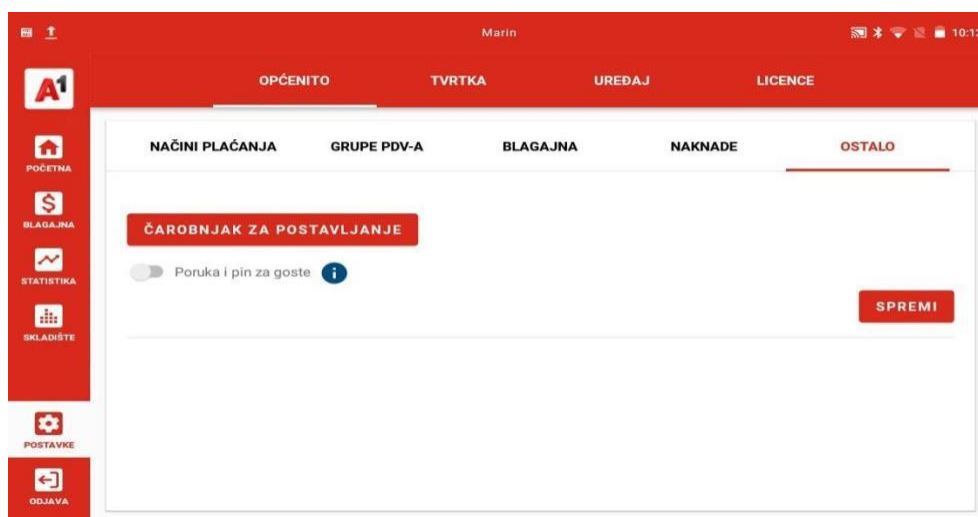 Marin
10:1
A1
OPĆENITO TVRTKA UREĐAJ LICENCE
NAČINI PLAĆANJA GRUPE PDV-A BLAGAJNA NAKNADE OSTALO
POČETNA
BLAGAJNA
STATISTIKA
SKLADIŠTE
POSTAVKE
ODJAVA
ČAROBNJAK ZA POSTAVLJANJE
Poruka i pin za goste i
SPREMI